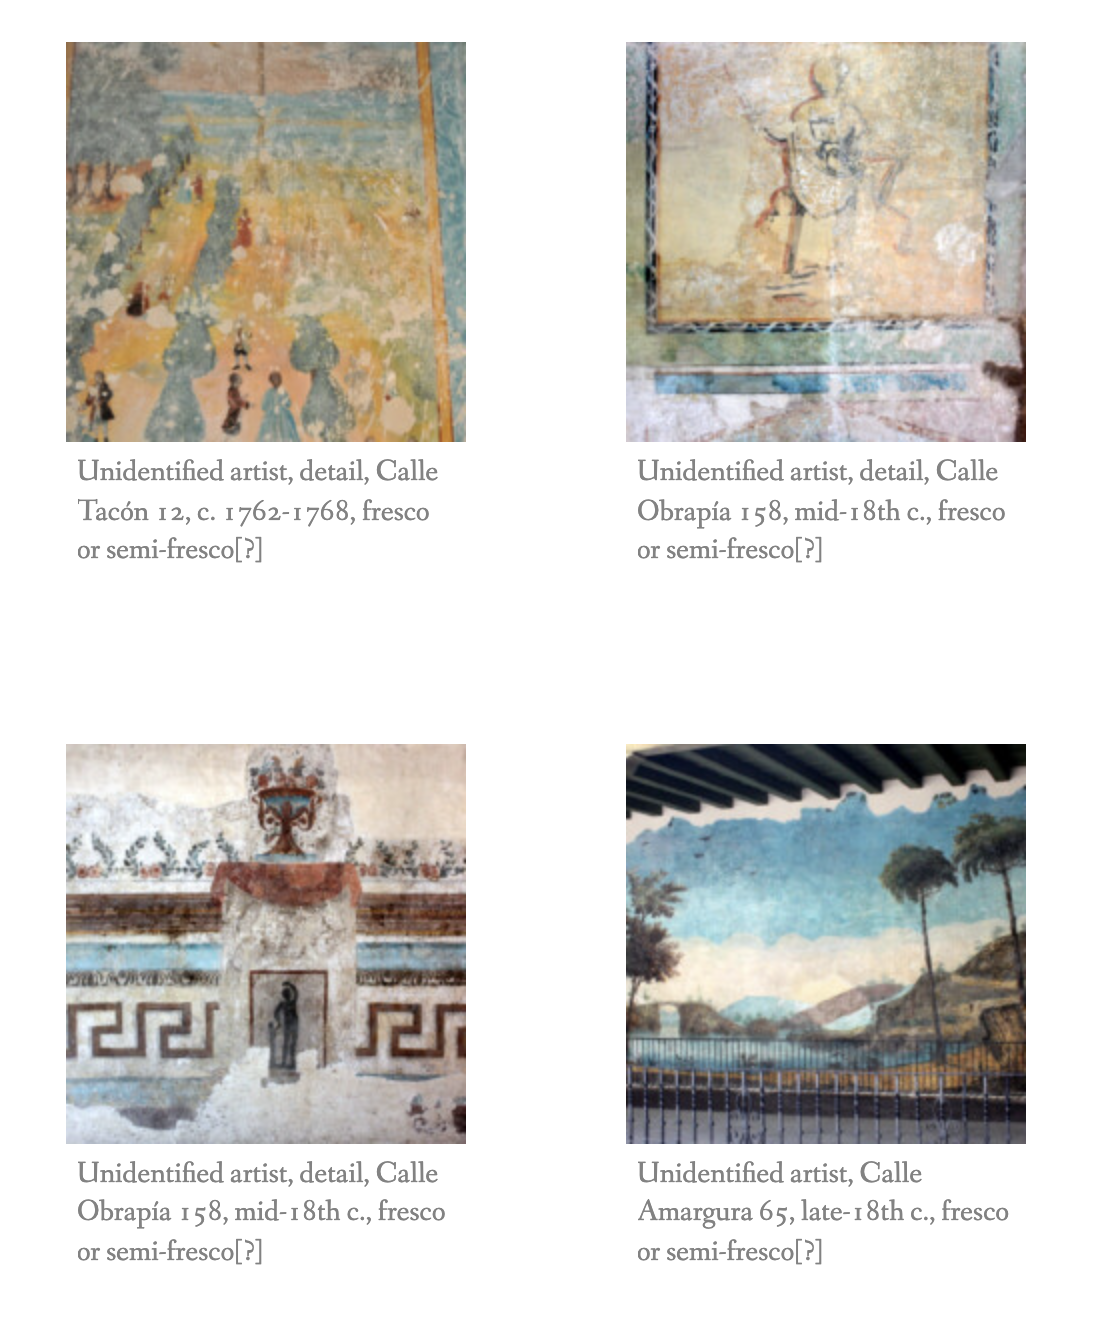 Unidentified artist, detail, Calle
Tacón 12, c. 1762-1768, fresco
or semi-fresco[?]
Unidentified artist, detail, Calle
Obrapía 158, mid-18th c., fresco
or semi-fresco[?]
Unidentified artist, detail, Calle
Obrapía 158, mid-18th c., fresco
or semi-fresco[?]
Unidentified artist, Calle
Amargura 65, late-18th c., fresco
or semi-fresco[?]